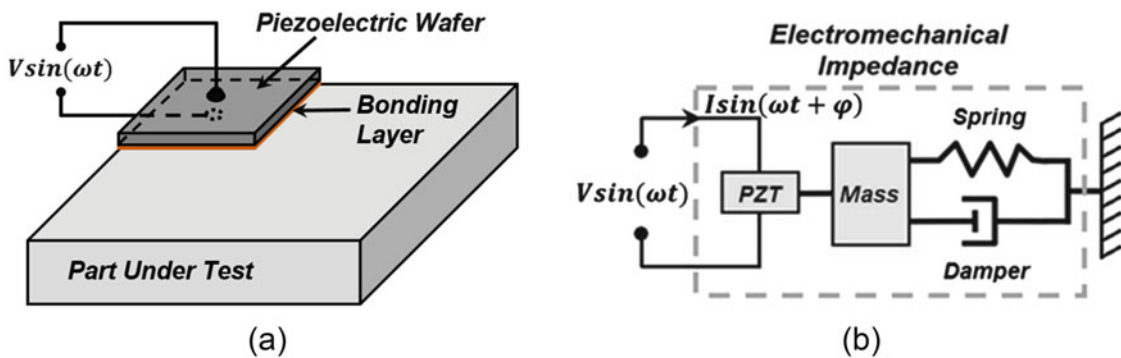 Piezoelectric Wafer
Vsin(ωt)
Bonding
Layer
Part Under Test
(a)
Electromechanical
Impedance
Isin(ωt + φ)
Spring
Vsin(ωt)
PZT
Mass
Damper
(b)